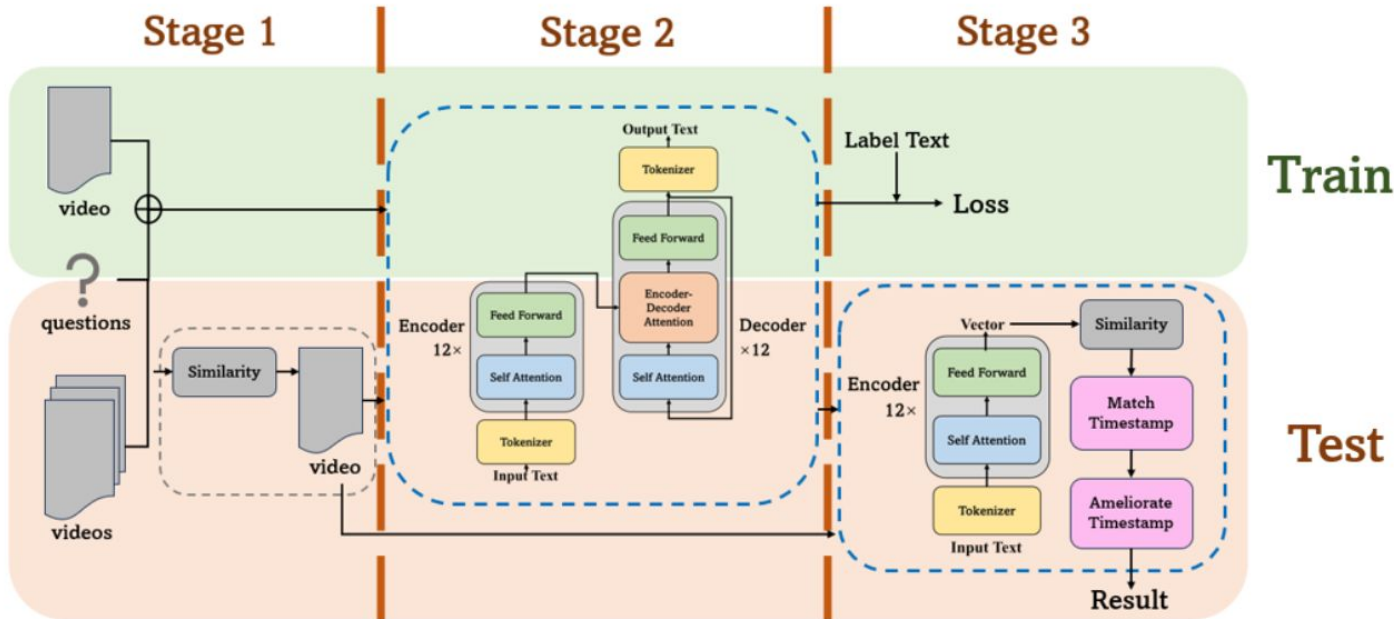 Stage 1
Stage 2
Stage 3
Train
Test
video
?
questions
videos
Similarity
video
Output Text
Tokenizer
Feed Forward
Encoder-
Decoder
Attention
Self Attention
Decoder
×12
Encoder
12×
Feed Forward
Self Attention
Tokenizer
Input Text
Label Text
Loss
Vector
Similarity
Encoder
12×
Feed Forward
Self Attention
Tokenizer
Input Text
Match
Timestamp
Ameliorate
Timestamp
Result